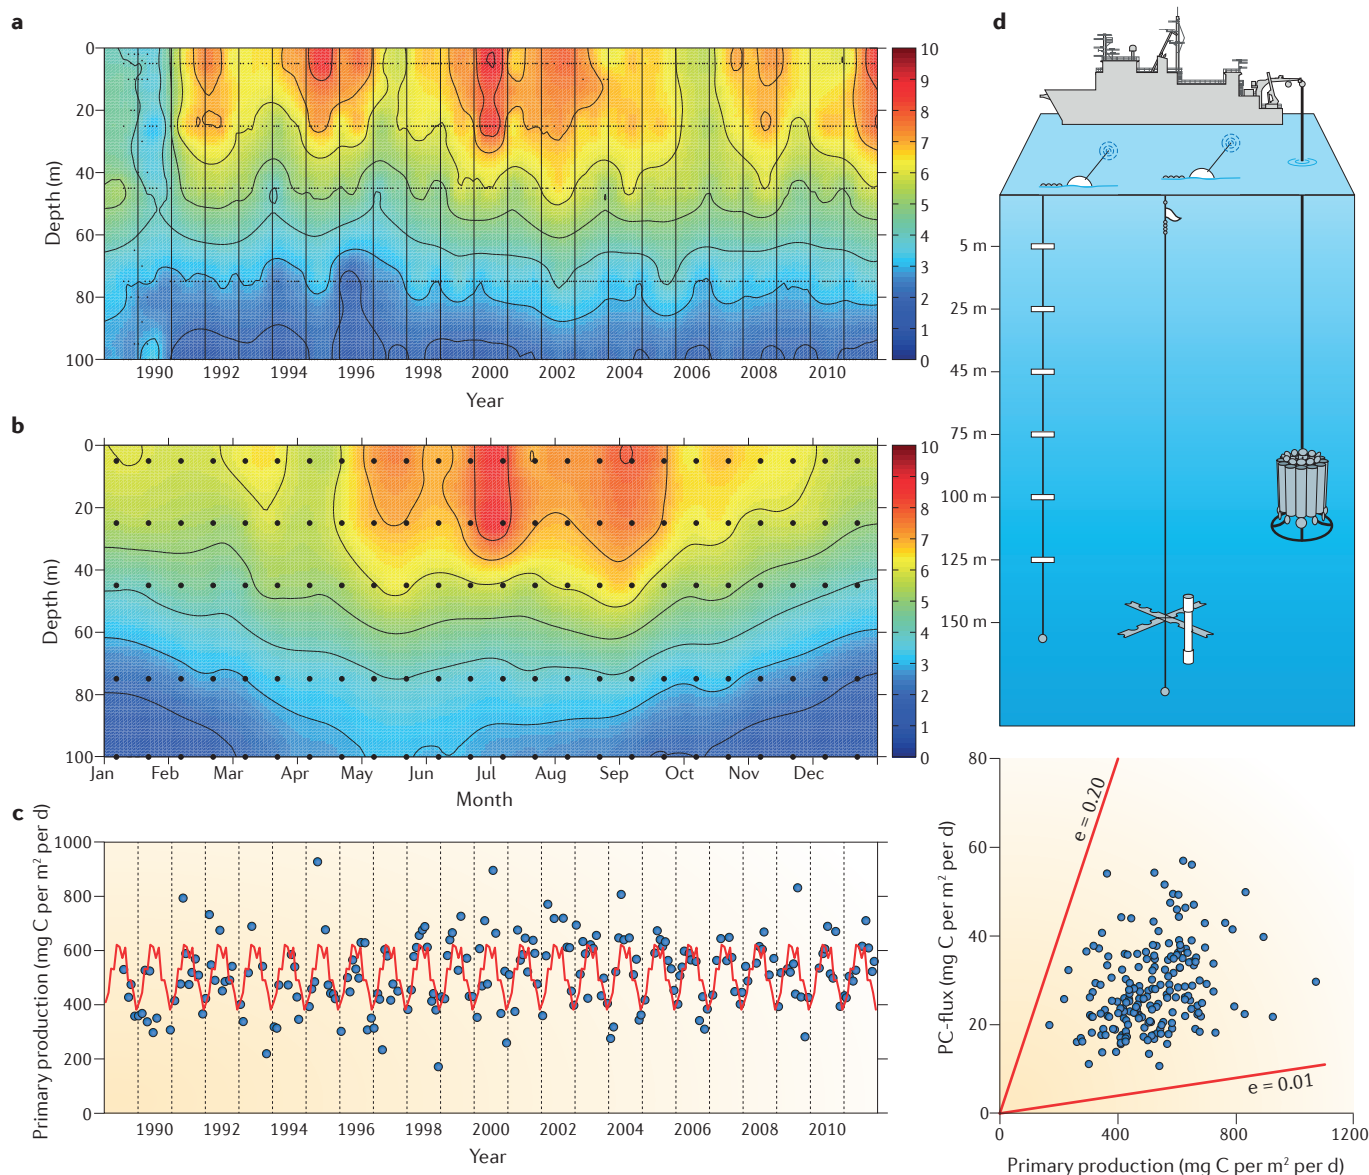 a
0
20
40
60
80
100
Depth (m)
1990 1992 1994 1996 1998 2000 2002 2004 2006 2008 2010
Year
10
9
8
7
6
5
4
3
2
1
0
b
0
20
40
60
80
100
Depth (m)
Jan Feb Mar Apr May Jun Jul Aug Sep Oct Nov Dec
Month
10
9
8
7
6
5
4
3
2
1
0
c
Primary production (mg C per m² per d)
1000
800
600
400
200
0
1990 1992 1994 1996 1998 2000 2002 2004 2006 2008 2010
Year
d
5 m
25 m
45 m
75 m
100 m
125 m
150 m
PC-flux (mg C per m² per d)
80
60
40
20
0
e = 0.20
e = 0.01
0 400 800 1200
Primary production (mg C per m² per d)